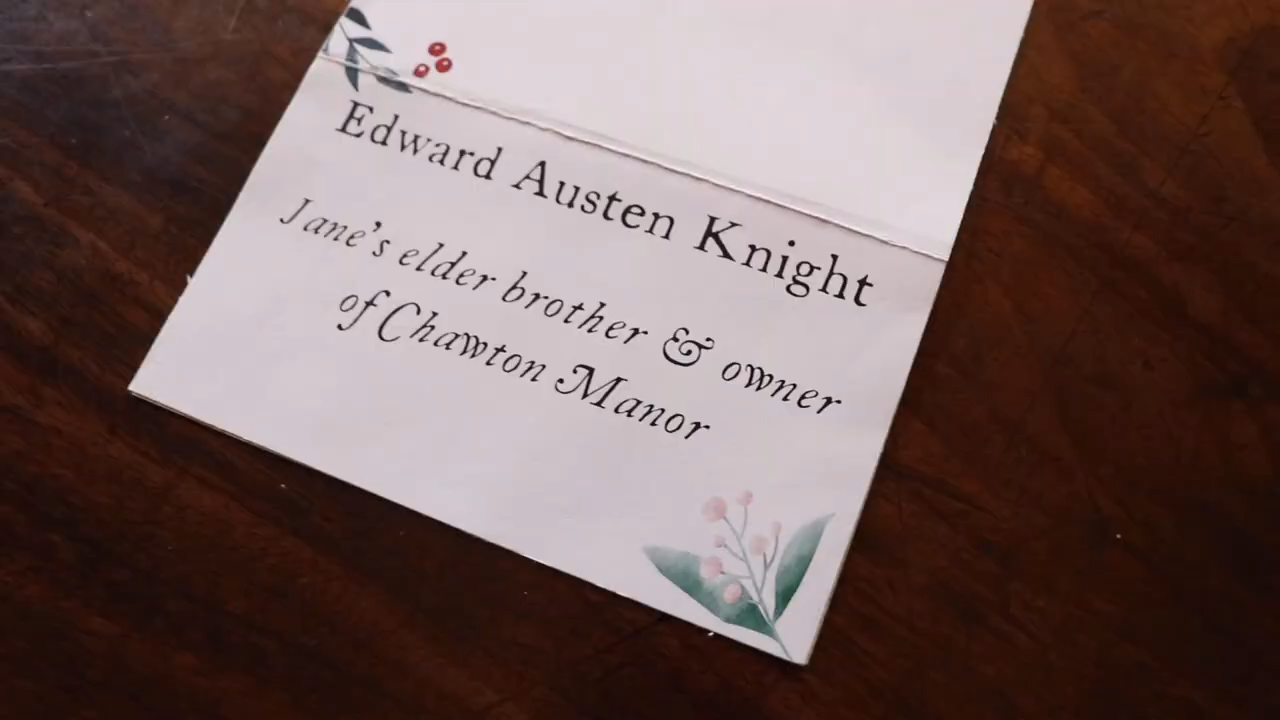 Edward Austen Knight
Jane's elder brother & owner
of Chawton Manor